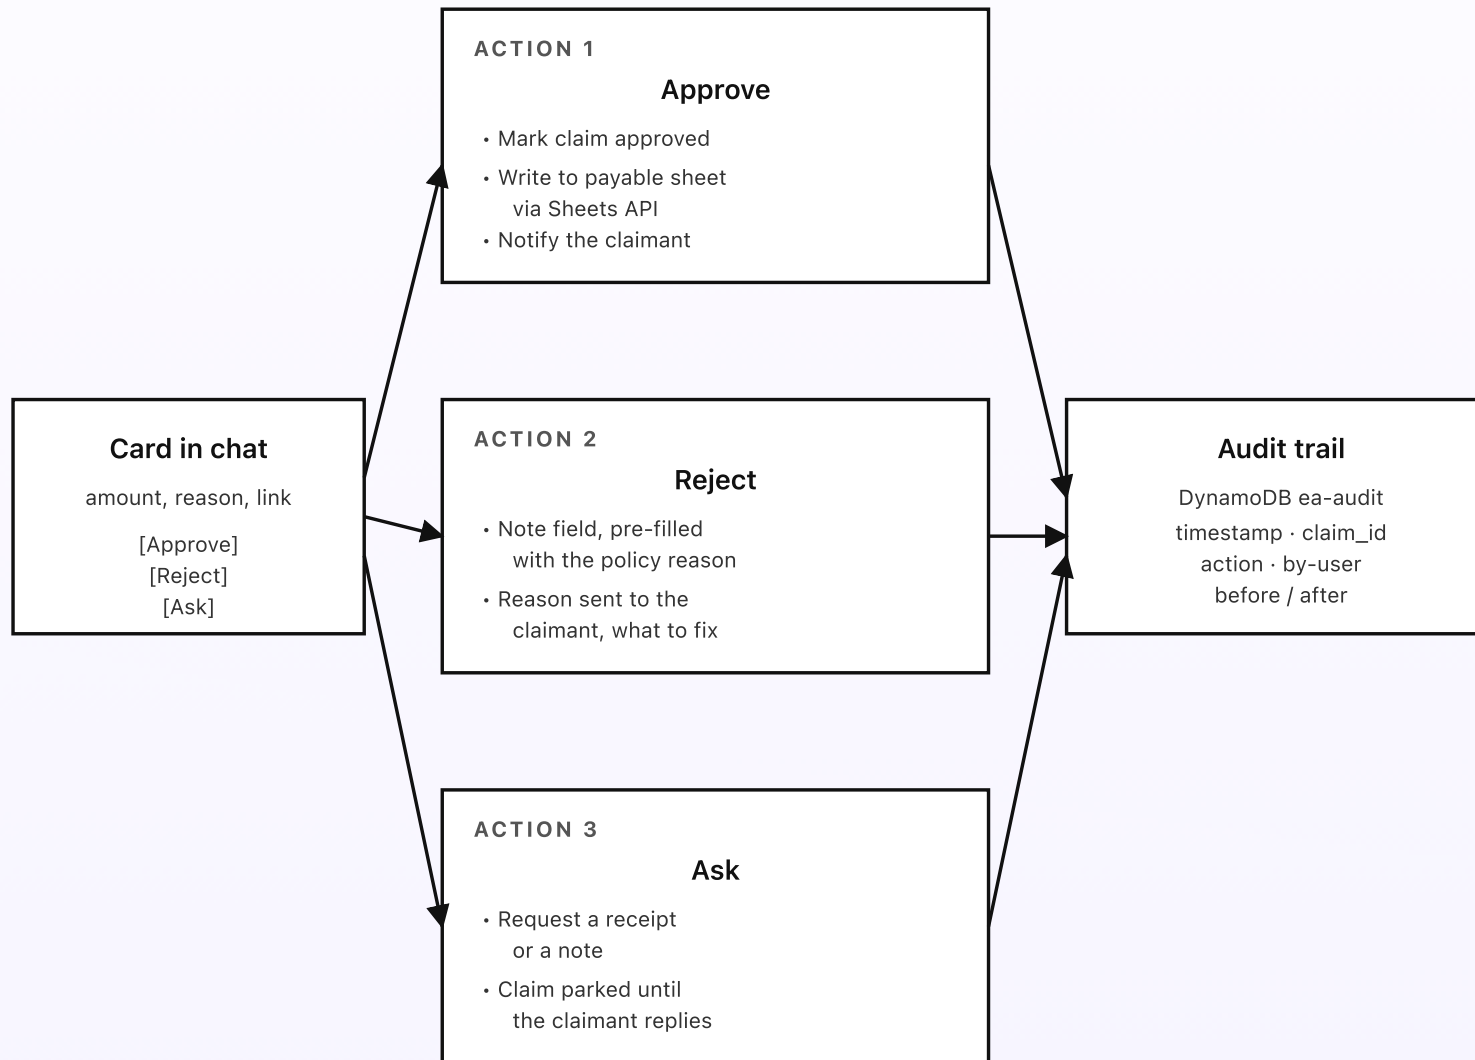 ACTION 1
Approve
• Mark claim approved
• Write to payable sheet
via Sheets API
• Notify the claimant
Card in chat
amount, reason, link
[Approve]
[Reject]
[Ask]
ACTION 2
Reject
• Note field, pre-filled
with the policy reason
• Reason sent to the
claimant, what to fix
Audit trail
DynamoDB ea-audit
timestamp · claim_id
action · by-user
before / after
ACTION 3
Ask
• Request a receipt
or a note
• Claim parked until
the claimant replies